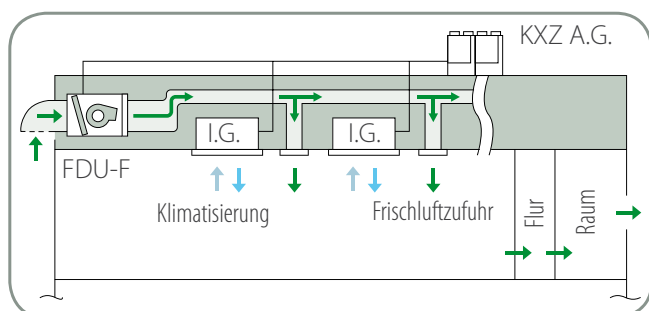 KXZ A.G.
I.G.
I.G.
FDU-F
Klimatisierung
Frischluftzufuhr
Flur
Raum